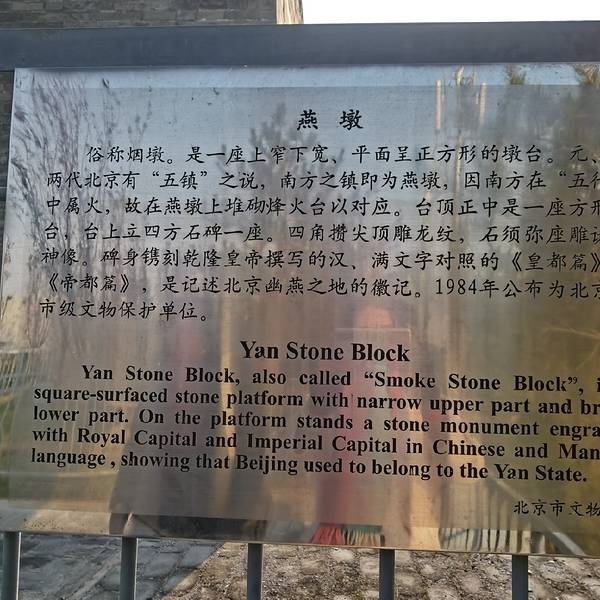 燕墩
俗称烟墩。是一座上窄下宽、平面呈正方形的墩台。元、
两代北京有“五镇”之说，南方之镇即为燕墩，因南方在“五行
中属火，故在燕墩上堆砌烽火台以对应。台顶正中是一座方形
台，台上立四方石碑一座。四角攒尖顶雕龙纹，石须弥座雕
神像。碑身镌刻乾隆皇帝撰写的汉、满文字对照的《皇都篇》
《帝都篇》，是记述北京幽燕之地的徽记。1984年公布为北京
市级文物保护单位。
Yan Stone Block
Yan Stone Block, also called “Smoke Stone Block”, i
square-surfaced stone platform with narrow upper part and br
lower part. On the platform stands a stone monument engra
with Royal Capital and Imperial Capital in Chinese and Man
language , showing that Beijing used to belong to the Yan State.
北京市文物